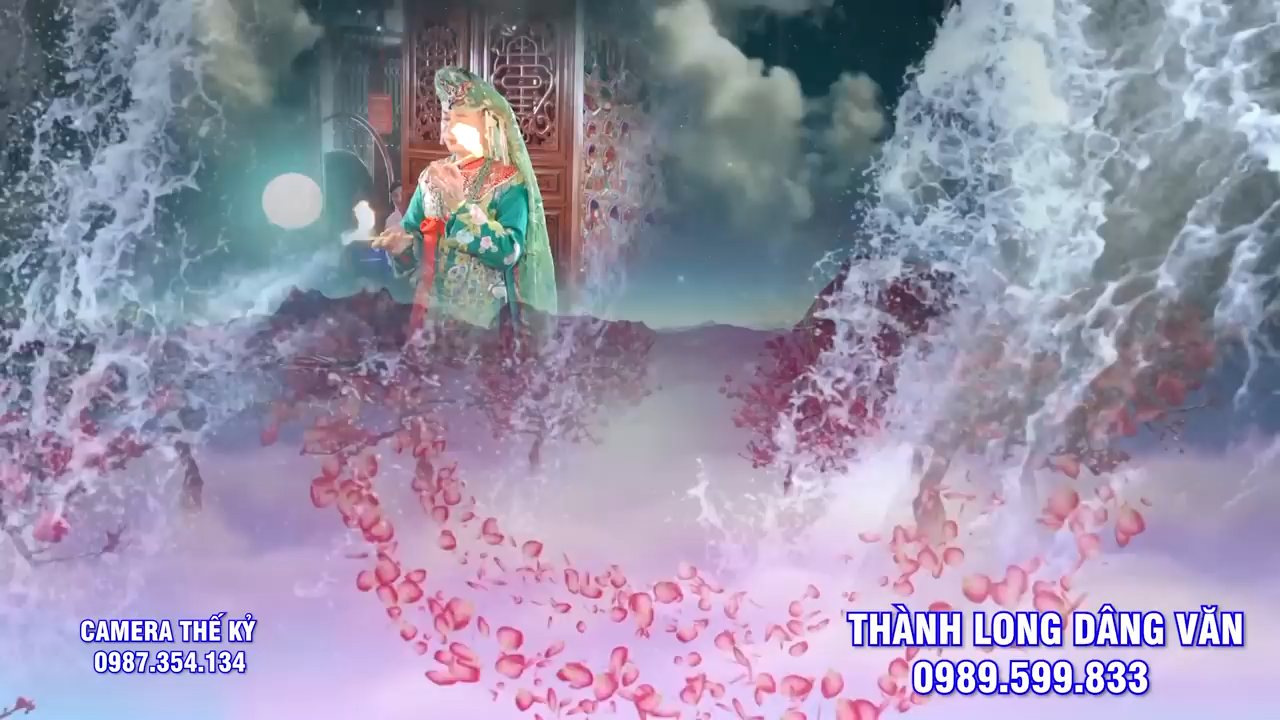 CAMERA THẾ KỶ
0987.354.134
THÀNH LONG DÂNG VĂN
0989.599.833